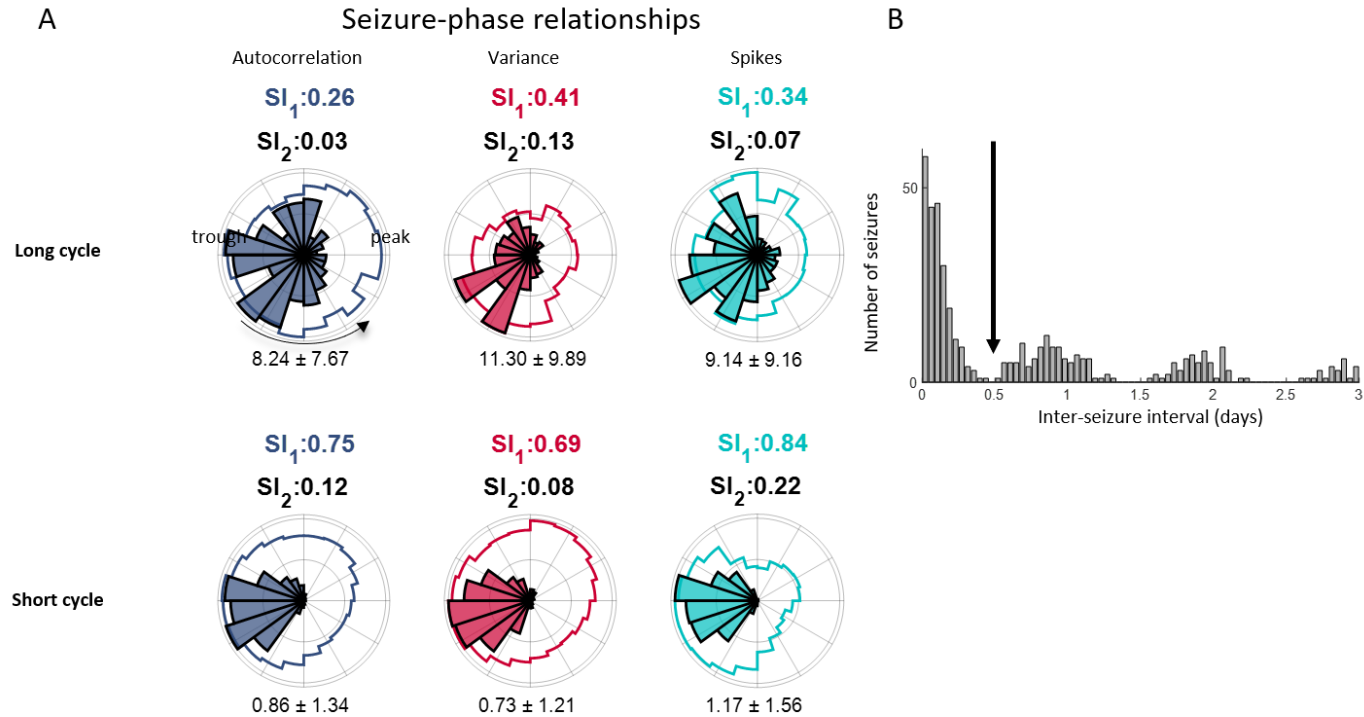 A
Seizure-phase relationships
B
Autocorrelation
Variance
Spikes
SI1:0.26
SI1:0.41
SI1:0.34
SI2:0.03
SI2:0.13
SI2:0.07
Long cycle
trough
peak
8.24 ± 7.67
11.30 ± 9.89
9.14 ± 9.16
Number of seizures
50
0
0
0.5
1
1.5
2
2.5
3
Inter-seizure interval (days)
SI1:0.75
SI1:0.69
SI1:0.84
SI2:0.12
SI2:0.08
SI2:0.22
Short cycle
0.86 ± 1.34
0.73 ± 1.21
1.17 ± 1.56